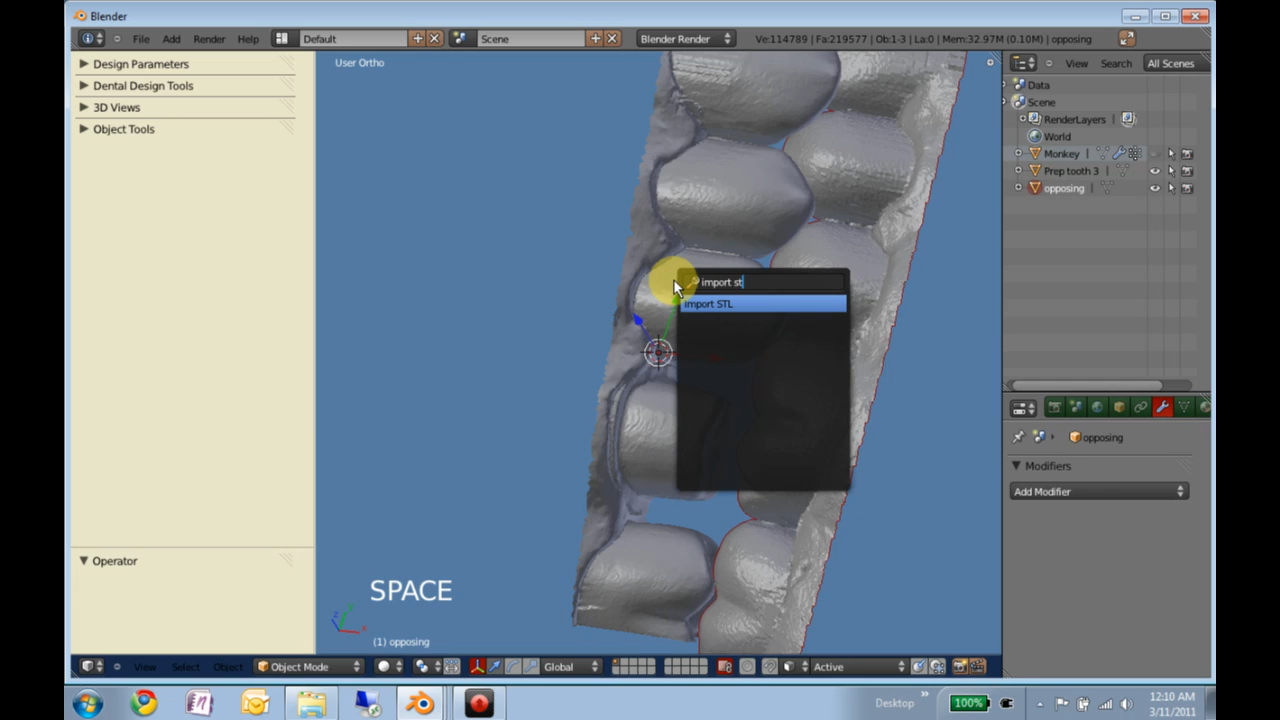 Blender
File Add Render Help Default Scene Blender Render Ve:114789 | Fa:219577 | Ob:1-3 | La:0 | Mem:32.97M (0.10M) | opposing
Design Parameters
Dental Design Tools
3D Views
Object Tools
Operator
User Ortho
import st
Import STL
SPACE
(1) opposing
View Search All Scenes
Data
Scene
RenderLayers
World
Monkey
Prep tooth 3
opposing
opposing
Modifiers
Add Modifier
View Select Object Object Mode Global Active
Desktop 100% 12:10 AM
3/11/2011